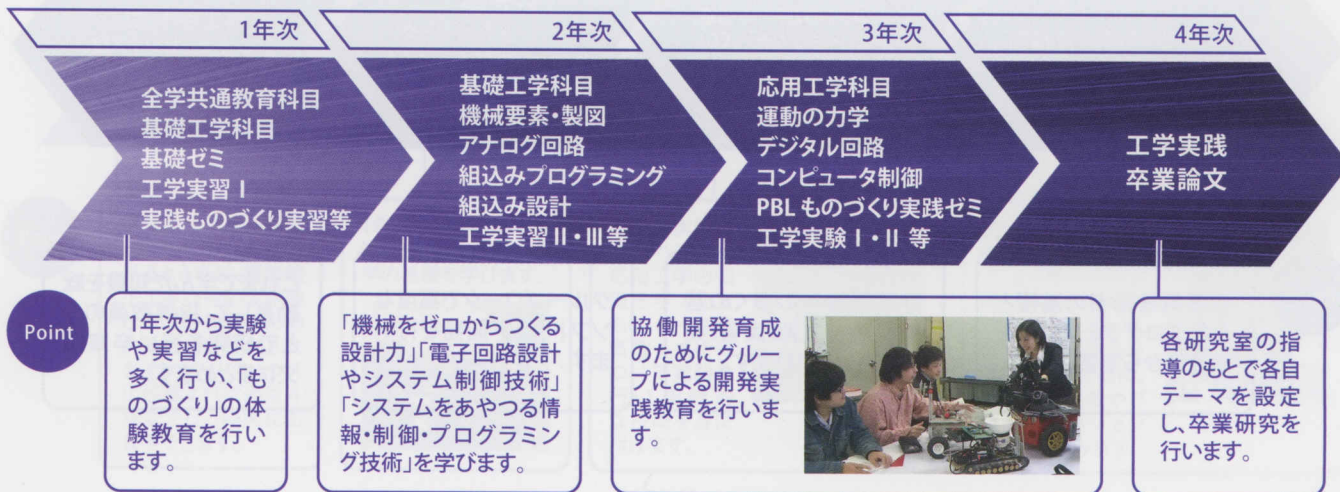 1年次
全学共通教育科目
基礎工学科目
基礎ゼミ
工学実習 I
実践ものづくり実習等
2年次
基礎工学科目
機械要素・製図
アナログ回路
組込みプログラミング
組込み設計
工学実習 II・III 等
3年次
応用工学科目
運動の力学
デジタル回路
コンピュータ制御
PBL ものづくり実践ゼミ
工学実験 I・II 等
4年次
工学実践
卒業論文
Point
1年次から実験
や実習などを
多く行い、「も
のづくり」の体
験教育を行い
ます。
「機械をゼロからつくる
設計力」「電子回路設計
やシステム制御技術」
「システムをあやつる情
報・制御・プログラミン
グ技術」を学びます。
協働開発育成
のためにグルー
プによる開発実
践教育を行いま
す。
各研究室の指
導のもとで各自
テーマを設定
し、卒業研究を
行います。